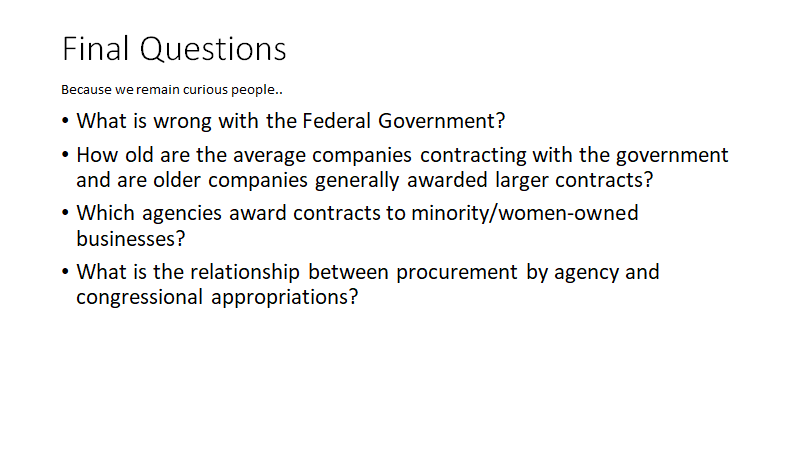 Final Questions
Because we remain curious people..
• What is wrong with the Federal Government?
• How old are the average companies contracting with the government
and are older companies generally awarded larger contracts?
• Which agencies award contracts to minority/women-owned
businesses?
• What is the relationship between procurement by agency and
congressional appropriations?